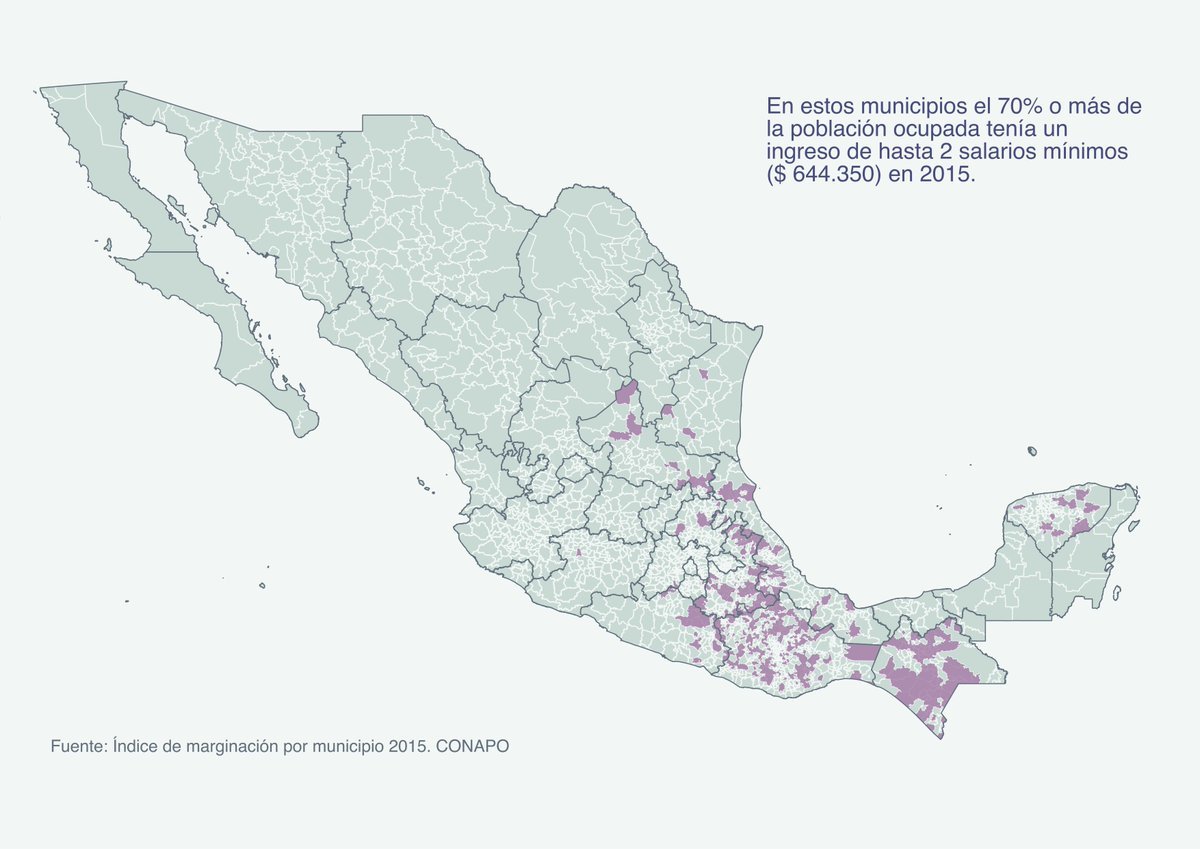 En estos municipios el 70% o más de
la población ocupada tenía un
ingreso de hasta 2 salarios mínimos
($ 644.350) en 2015.
Fuente: Índice de marginación por municipio 2015. CONAPO